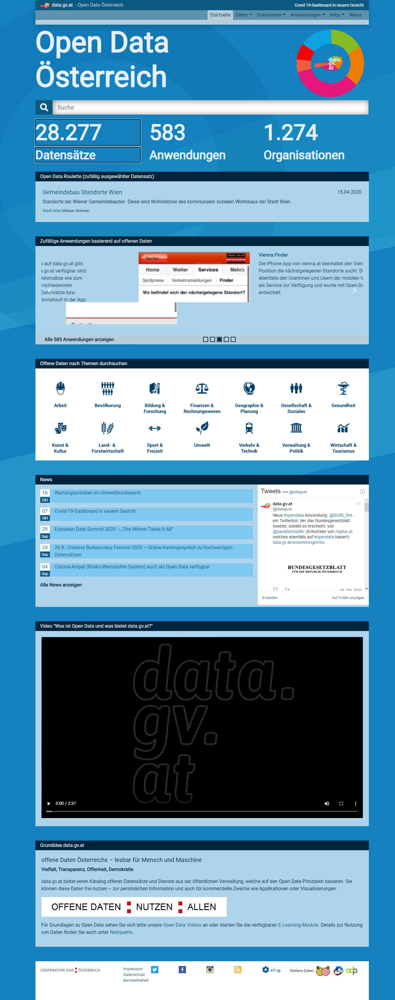 data.gv.at - Open Data Österreich
Covid 19-Dashboard in neuem Gesicht
Startseite Daten Dokumente Anwendungen Infos News
Open Data
Österreich
data.
gv.
at
Suche
28.277
Datensätze
583
Anwendungen
1.274
Organisationen
Open Data Roulette (zufällig ausgewählter Datensatz)
Gemeindebau Standorte Wien
15.04.2020
Standorte der Wiener Gemeindebauten. Diese sind Wohnblöcke des kommunalen sozialen Wohnbaus der Stadt Wien.
Stadt Wien/Wiener Wohnen
Zufällige Anwendungen basierend auf offenen Daten
s auf data.gv.at gibt.
a.gv.at verfügbar sind
Datensätze wie zum
erschiedensten
Datensätze bzw.
tomatisch in der App
Spritpr...
VIENNA ONLINE
Home Wetter Services Mehr
Spritpreise Verkehrsmeldungen Finder
Wo befindet sich der nächstgelegene Standort?
Vienna Finder
Die iPhone App von vienna.at beinhaltet den Vien
Position die nächstgelegenen Standorte sucht. D
ebenfalls den Userinnen und Usern der mobilen V
als Service zur Verfügung und wurde mit Open-Da
entwickelt.
Alle 583 Anwendungen anzeigen
Offene Daten nach Themen durchsuchen
Arbeit
Bevölkerung
Bildung &
Forschung
Finanzen &
Rechnungswesen
Geographie &
Planung
Gesellschaft &
Soziales
Gesundheit
Kunst &
Kultur
Land- &
Forstwirtschaft
Sport &
Freizeit
Umwelt
Verkehr &
Technik
Verwaltung &
Politik
Wirtschaft &
Tourismus
News
16
Okt
Wartungsarbeiten im Umweltbundesamt
07
Okt
Covid 19-Dashboard in neuem Gesicht
29
Sep
European Data Summit 2020 – „The Winner Takes It All“
24
Sep
28.9.: Creative Bureaucracy Festival 2020 – Online-Kamingespräch zu hochwertigen
Datensätzen
04
Sep
Corona-Ampel (Risiko-Warnstufen System) auch als Open Data verfügbar
Alle News anzeigen
Tweets von @datagvat
data.gv.at
@datagvat
Neue #opendata Anwendung: @BGBl_Bot -
ein Twitterbot, der das Bundesgesetzblatt
tweetet, sobald es erscheint; von
@pauleberstaller (Entwickler von risplus.at
welches ebenfalls auf #opendata basiert)
data.gv.at/anwendungen/bu…
BUNDESGESETZBLATT
FÜR DIE REPUBLIK ÖSTERREICH
19. Okt. 2020
Einbetten
Auf Twitter anzeigen
Video "Was ist Open Data und was bietet data.gv.at?"
data.
gv.
at
0:00 / 2:37
Grundidee data.gv.at
offene Daten Österreichs – lesbar für Mensch und Maschine
Vielfalt, Transparenz, Offenheit, Demokratie
data.gv.at bietet einen Katalog offener Datensätze und Dienste aus der öffentlichen Verwaltung, welche auf den Open Data-Prinzipien basieren. Sie
können diese Daten frei nutzen – zur persönlichen Information und auch für kommerzielle Zwecke wie Applikationen oder Visualisierungen.
OFFENE DATEN : NUTZEN : ALLEN
Für Grundlagen zu Open Data sehen Sie sich bitte unsere Open Data Videos an oder starten Sie die verfügbaren E-Learning-Module. Details zur Nutzung
von Daten finden Sie auch unter Netiquette.
COOPERATION OGD : ÖSTERREICH
Impressum
Datenschutz
Barrierefreiheit
API
Weitere Daten:
odp